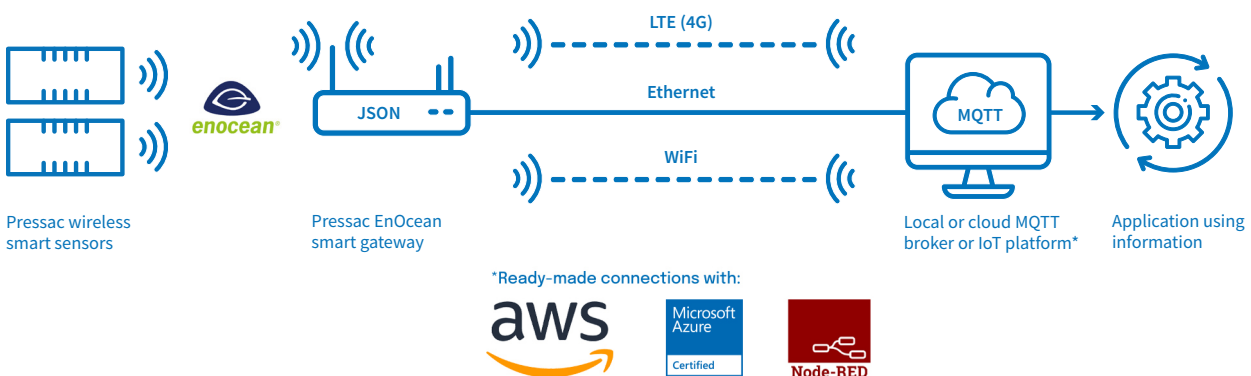 LTE (4G)
enocean®
JSON
Ethernet
MQTT
WiFi
Pressac wireless
smart sensors
Pressac EnOcean
smart gateway
Local or cloud MQTT
broker or IoT platform*
Application using
information
*Ready-made connections with:
aws
Microsoft
Azure
Certified
Node-RED